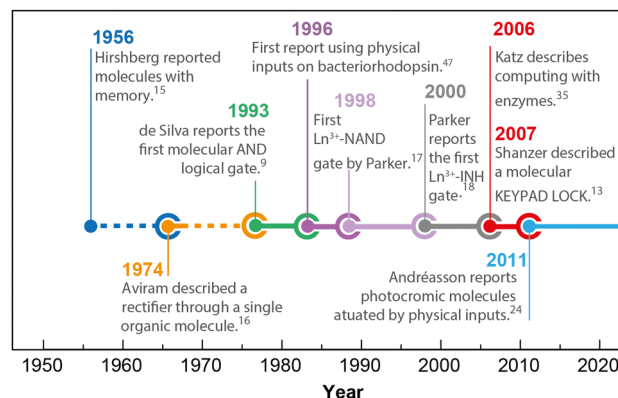 1956
Hirshberg reported
molecules with
memory.15
1993
de Silva reports the
first molecular AND
logical gate.9
1996
First report using physical
inputs on bacteriorhodopsin.47
1998
First
Ln3+-NAND
gate by Parker.17
2000
Parker
reports
the first
Ln3+-INH
gate.18
2006
Katz describes
computing with
enzymes.35
2007
Shanzer described
a molecular
KEYPAD LOCK.13
1974
Aviram described a
rectifier through a single
organic molecule.16
2011
Andréasson reports
photocromic molecules
atuated by physical inputs.24
1950 1960 1970 1980 1990 2000 2010 2020
Year